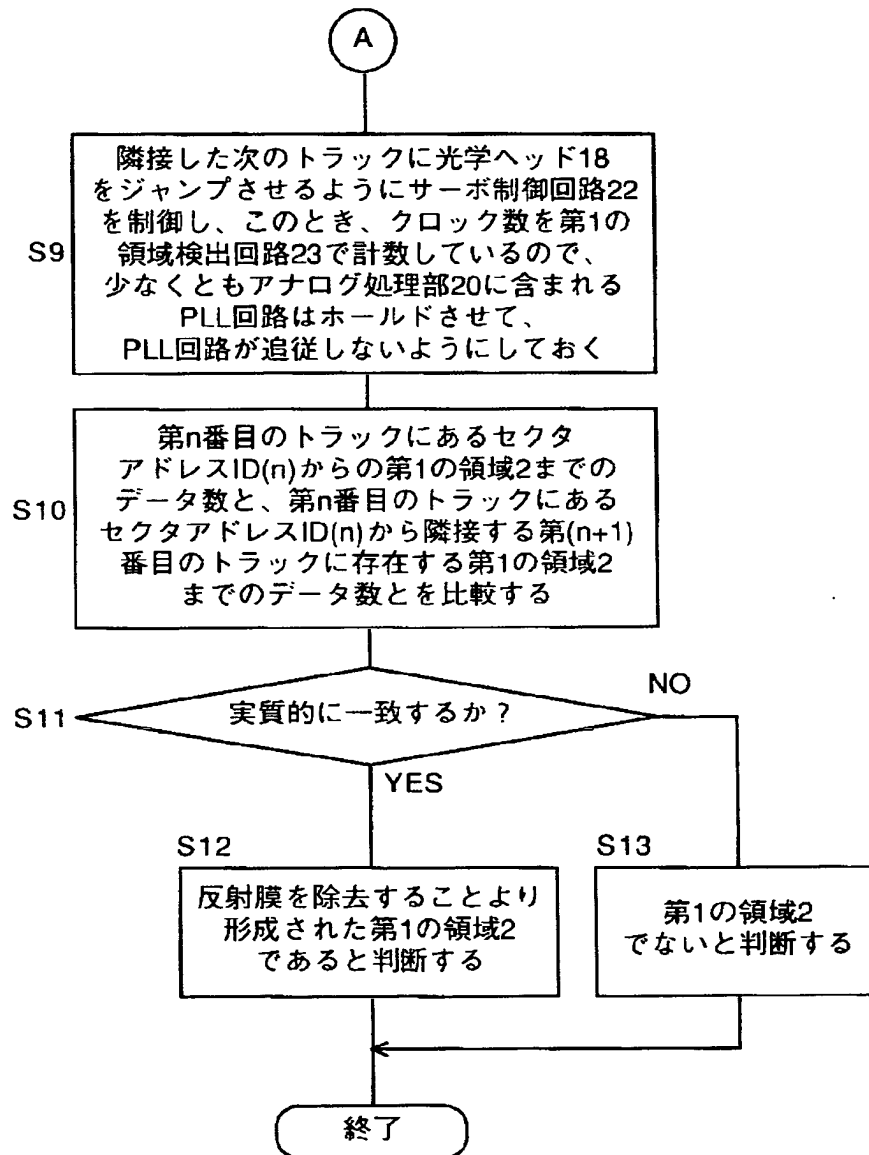 A
隣接した次のトラックに光学ヘッド18
をジャンプさせるようにサーボ制御回路22
を制御し、このとき、クロック数を第1の
領域検出回路23で計数しているので、
少なくともアナログ処理部20に含まれる
PLL回路はホールドさせて、
PLL回路が追従しないようにしておく
S9
第n番目のトラックにあるセクタ
アドレスID(n)からの第1の領域2までの
データ数と、第n番目のトラックにある
セクタアドレスID(n)から隣接する第(n+1)
番目のトラックに存在する第1の領域2
までのデータ数とを比較する
S10
S11
実質的に一致するか？
NO
YES
S12
反射膜を除去することより
形成された第1の領域2
であると判断する
S13
第1の領域2
でないと判断する
終了